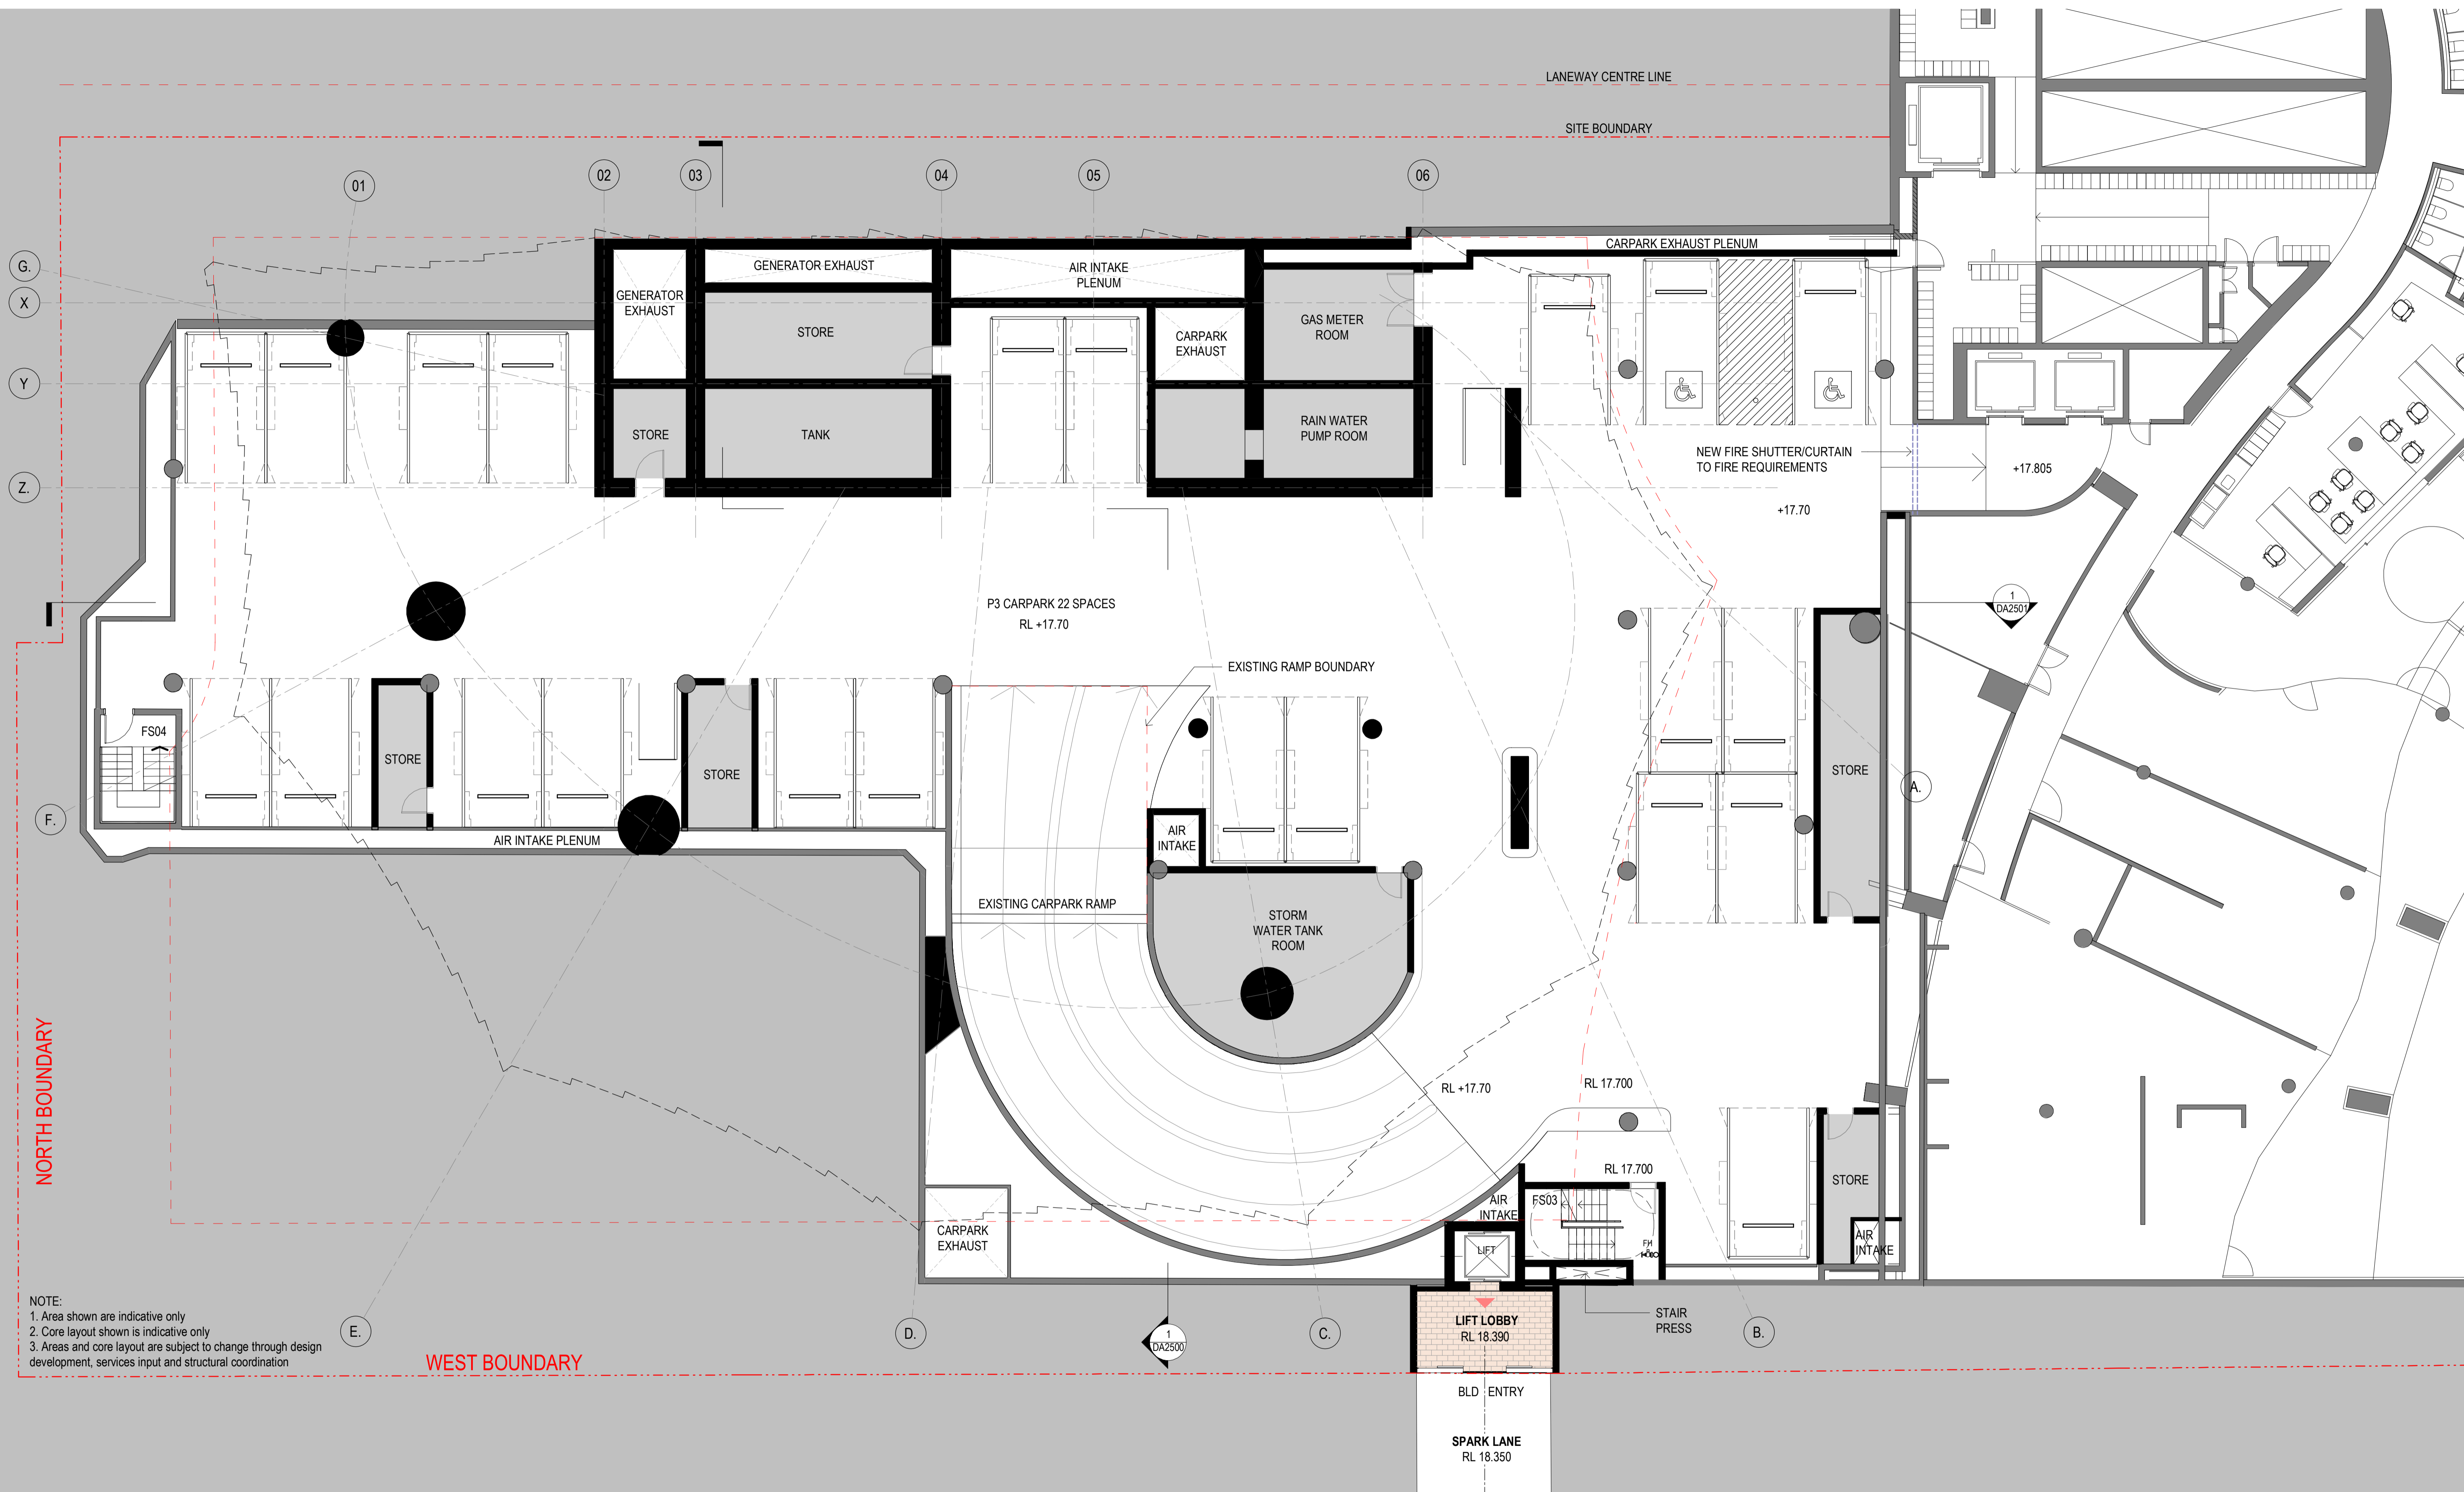 LANEWAY CENTRE LINE
SITE BOUNDARY
01
02
03
04
05
06
G.
X
Y
Z.
F.
GENERATOR
EXHAUST
GENERATOR EXHAUST
STORE
STORE
TANK
AIR INTAKE
PLENUM
CARPARK
EXHAUST
GAS METER
ROOM
RAIN WATER
PUMP ROOM
CARPARK EXHAUST PLENUM
NEW FIRE SHUTTER/CURTAIN
TO FIRE REQUIREMENTS
+17.805
+17.70
P3 CARPARK 22 SPACES
RL +17.70
EXISTING RAMP BOUNDARY
1
DA2501
FS04
STORE
STORE
STORE
A.
AIR INTAKE PLENUM
AIR
INTAKE
EXISTING CARPARK RAMP
STORM
WATER TANK
ROOM
RL +17.70
RL 17.700
RL 17.700
NORTH BOUNDARY
CARPARK
EXHAUST
AIR
INTAKE
FS03
LIFT
FH
STORE
AIR
INTAKE
STAIR
PRESS
LIFT LOBBY
RL 18.390
E.
D.
1
DA2500
C.
B.
NOTE:
1. Area shown are indicative only
2. Core layout shown is indicative only
3. Areas and core layout are subject to change through design
development, services input and structural coordination
WEST BOUNDARY
BLD ENTRY
SPARK LANE
RL 18.350